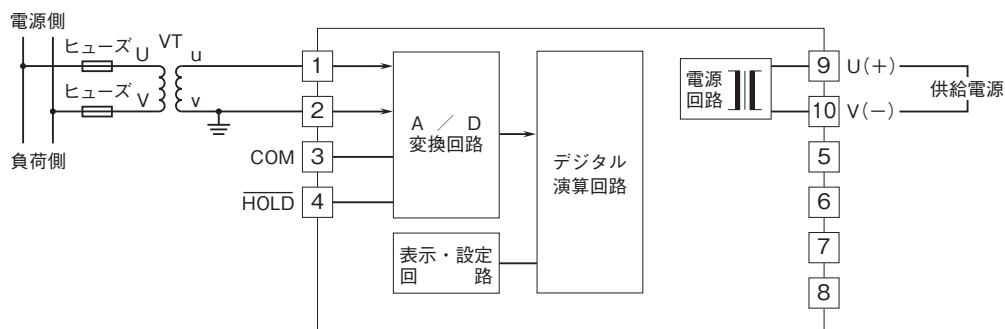 電源側
ヒューズ U VT u
ヒューズ V v
負荷側
1
2
COM 3
HOLD 4
A / D
変換回路
表示・設定
回 路
デジタル
演算回路
電源
回路
9 U(+)
10 V(−)
供給電源
5
6
7
8